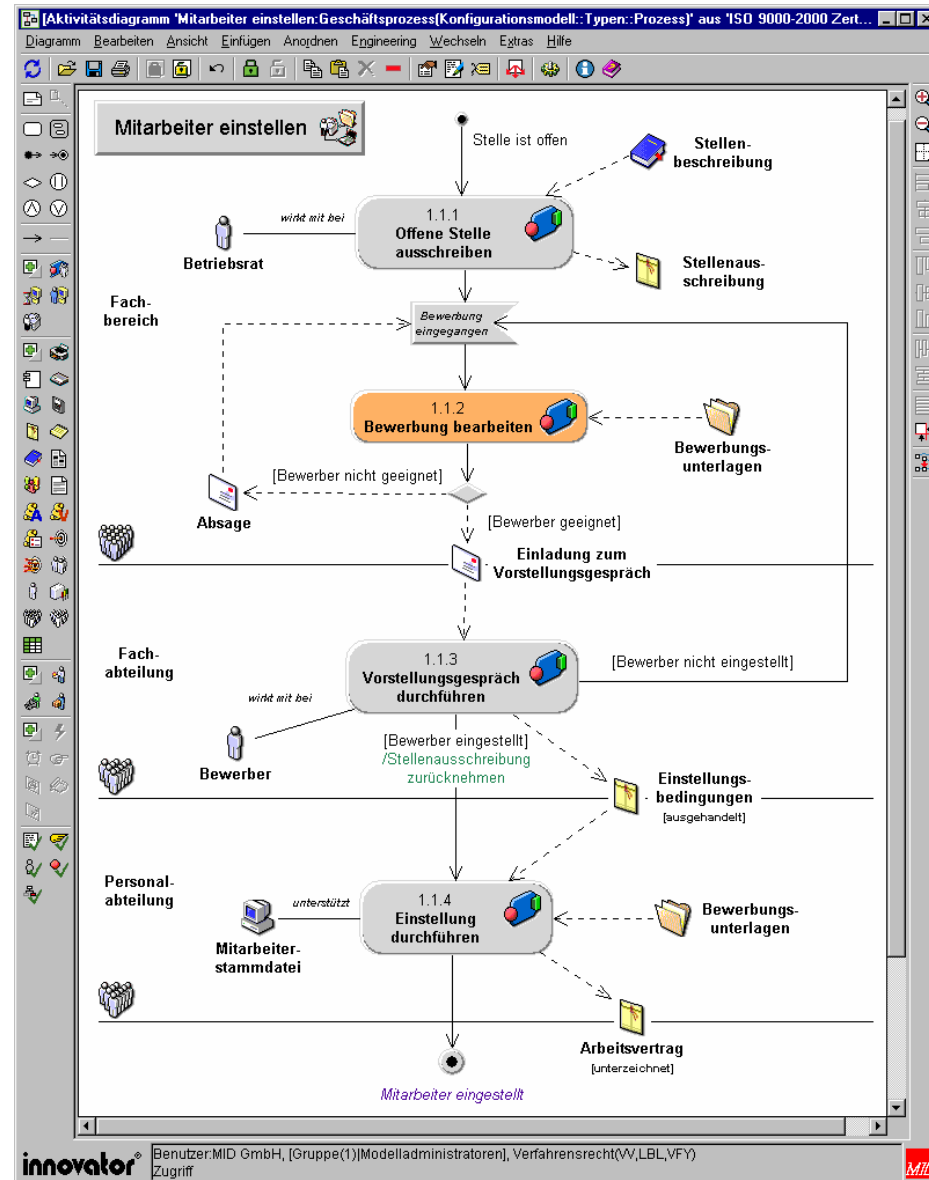 [Aktivitätsdiagramm 'Mitarbeiter einstellen:Geschäftsprozess(Konfigurationsmodell::Typen::Prozess)' aus 'ISO 9000-2000 Zert...
Diagramm Bearbeiten Ansicht Einfügen Anordnen Engineering Wechseln Extras Hilfe
Mitarbeiter einstellen
Stelle ist offen
Stellen-
beschreibung
wirkt mit bei
1.1.1
Offene Stelle
ausschreiben
Betriebsrat
Stellenaus-
schreibung
Fach-
bereich
Bewerbung
eingegangen
1.1.2
Bewerbung bearbeiten
Bewerbungs-
unterlagen
[Bewerber nicht geeignet]
Absage
[Bewerber geeignet]
Einladung zum
Vorstellungsgespräch
Fach-
abteilung
1.1.3
Vorstellungsgespräch
durchführen
[Bewerber nicht eingestellt]
wirkt mit bei
Bewerber
[Bewerber eingestellt]
/Stellenausschreibung
zurücknehmen
Einstellungs-
bedingungen
[ausgehandelt]
Personal-
abteilung
unterstützt
1.1.4
Einstellung
durchführen
Bewerbungs-
unterlagen
Mitarbeiter-
stammdatei
Arbeitsvertrag
[unterzeichnet]
Mitarbeiter eingestellt
innovator®
Benutzer:MID GmbH, [Gruppe(1)|Modelladministratoren], Verfahrensrecht(VV,LBL,VFY)
Zugriff
MID